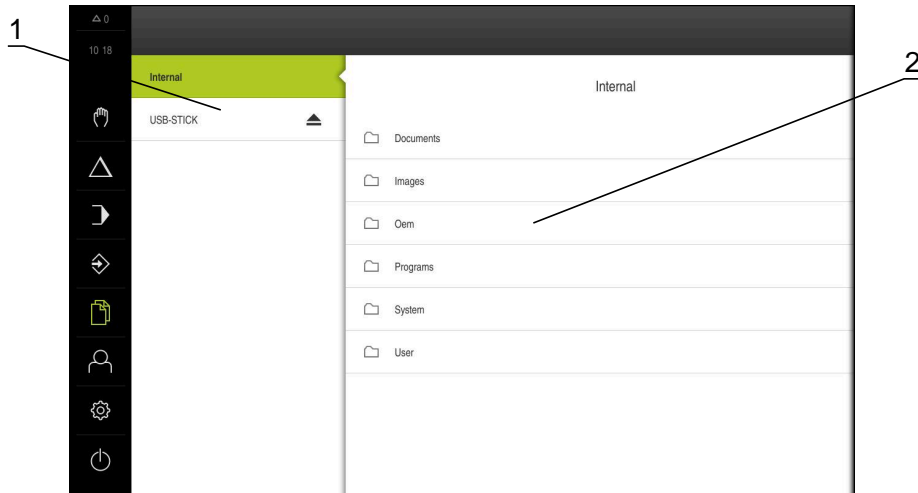 1
△ 0
10 18
2
Internal
Internal
USB-STICK
Documents
Images
Oem
Programs
System
User